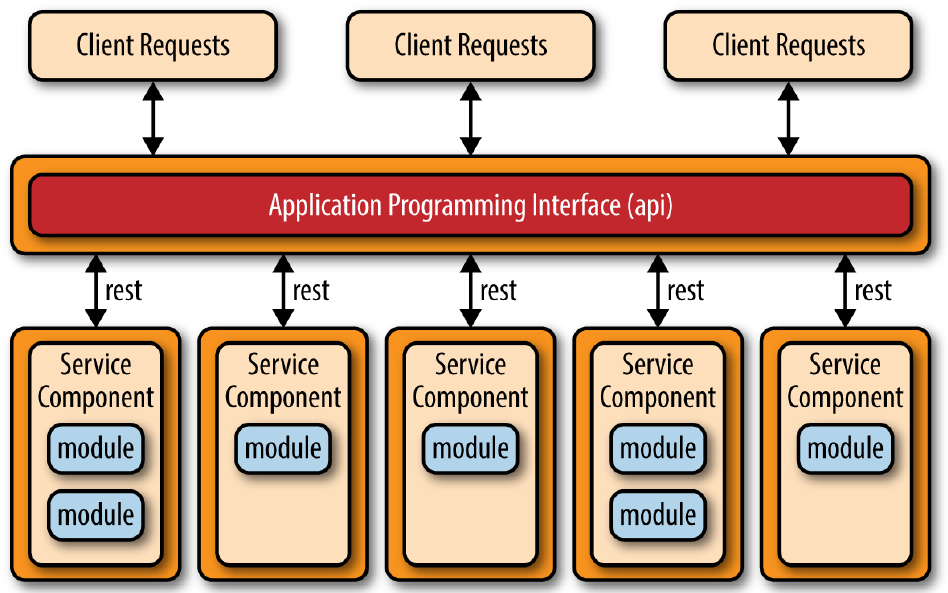 Client Requests
Client Requests
Client Requests
Application Programming Interface (api)
rest
rest
rest
rest
rest
Service
Component
module
module
Service
Component
module
Service
Component
module
Service
Component
module
module
Service
Component
module